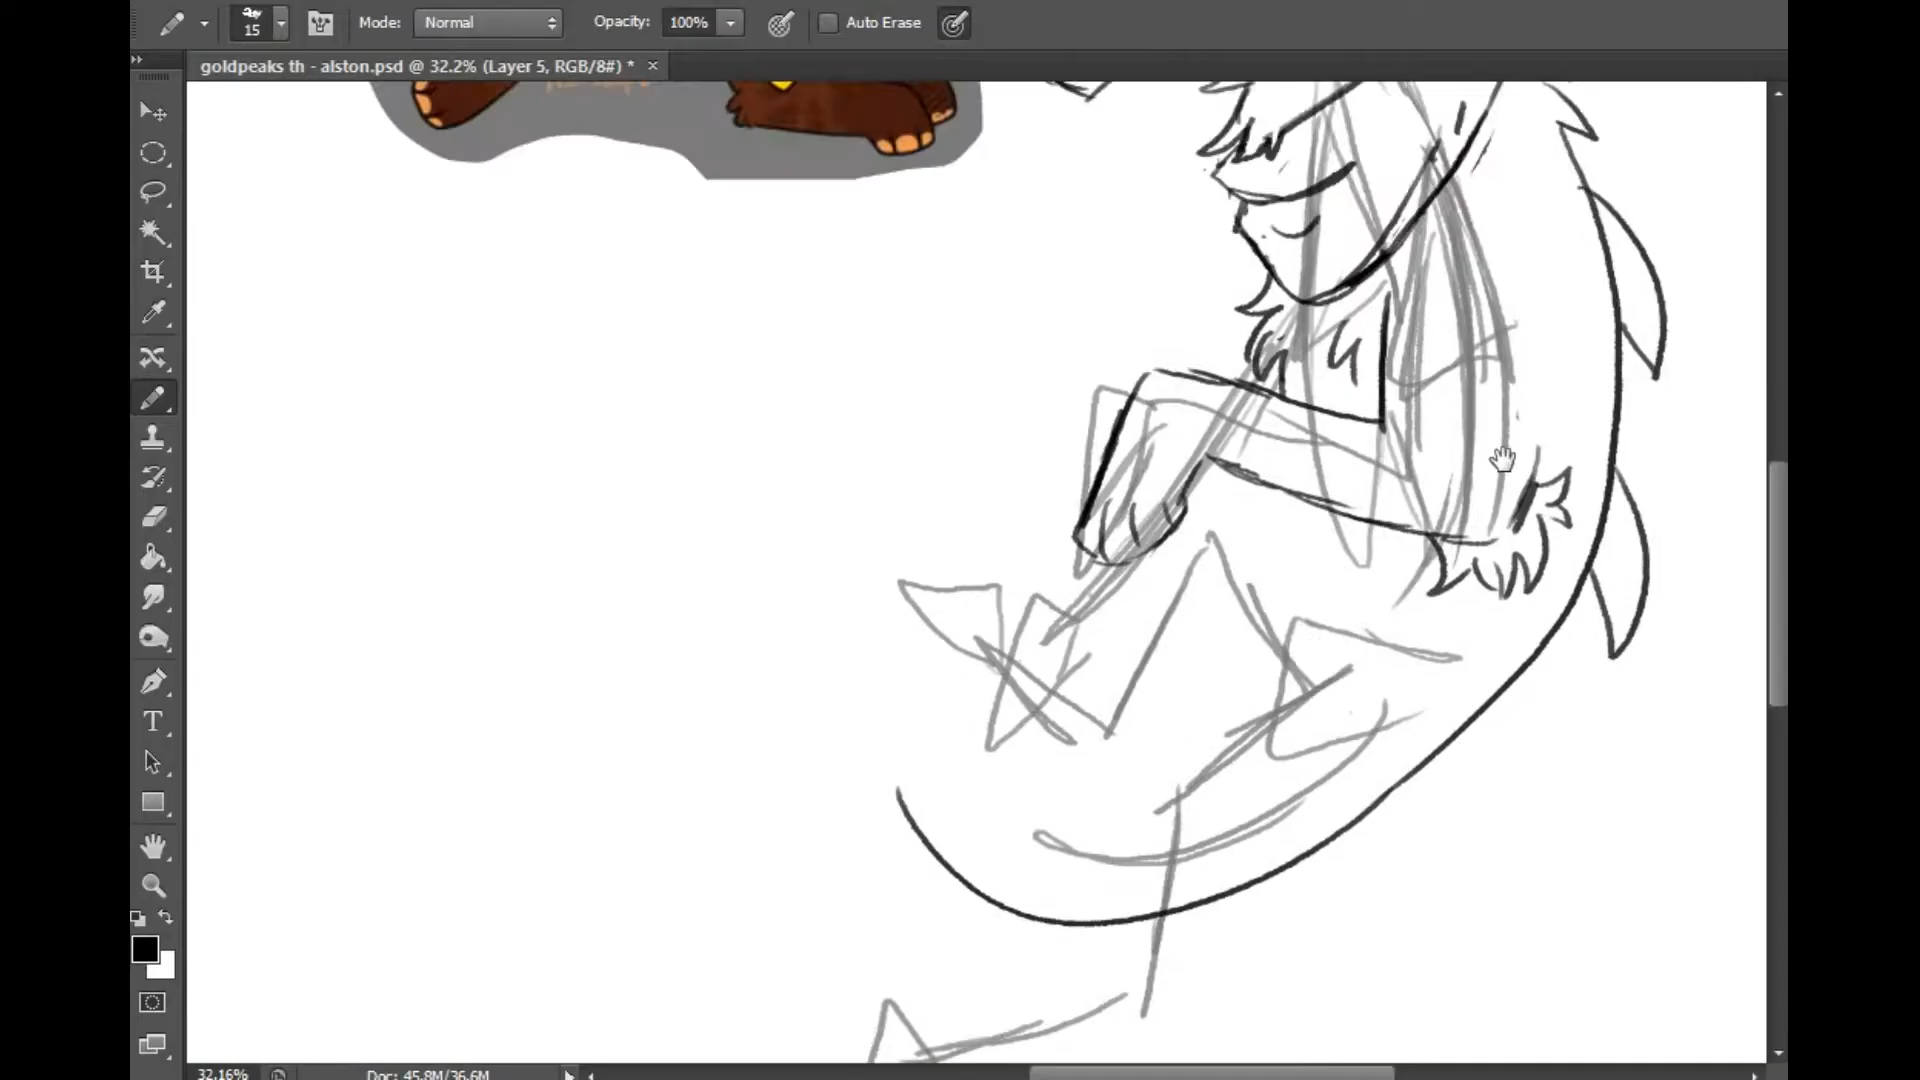 15
Mode: Normal
Opacity: 100%
Auto Erase
goldpeaks th - alston.psd @ 32.2% (Layer 5, RGB/8#) * ×
T
32.16%
Doc: 45.8M/36.6M